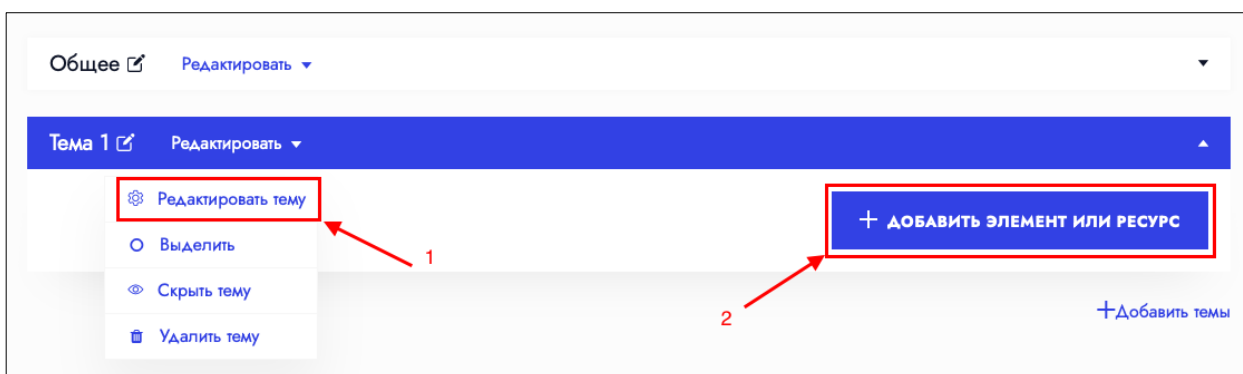 Общее Редактировать
Тема 1 Редактировать
Редактировать тему
+ ДОБАВИТЬ ЭЛЕМЕНТ ИЛИ РЕСУРС
Выделить
1
Скрыть тему
2
+Добавить темы
Удалить тему